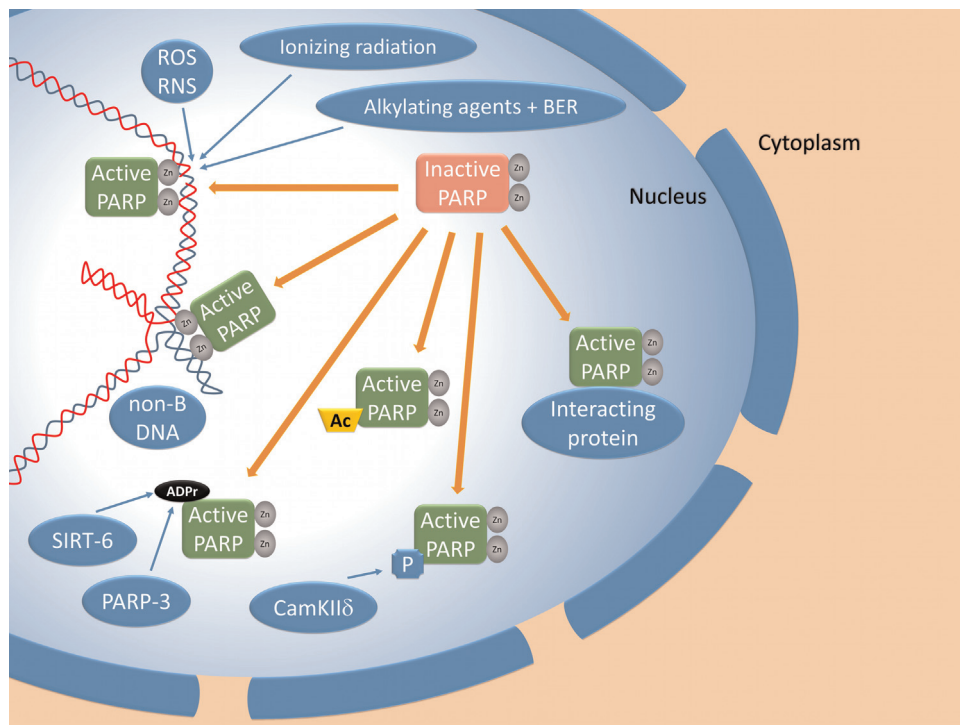 ROS
RNS
Ionizing radiation
Alkylating agents + BER
Cytoplasm
Nucleus
Active
PARP
Zn
Zn
Inactive
PARP
Zn
Zn
Active
PARP
Zn
Zn
non-B
DNA
Active
PARP
Zn
Zn
Ac
Active
PARP
Zn
Zn
Interacting
protein
ADPr
Active
PARP
Zn
Zn
SIRT-6
PARP-3
Active
PARP
Zn
Zn
P
CamKIIδ